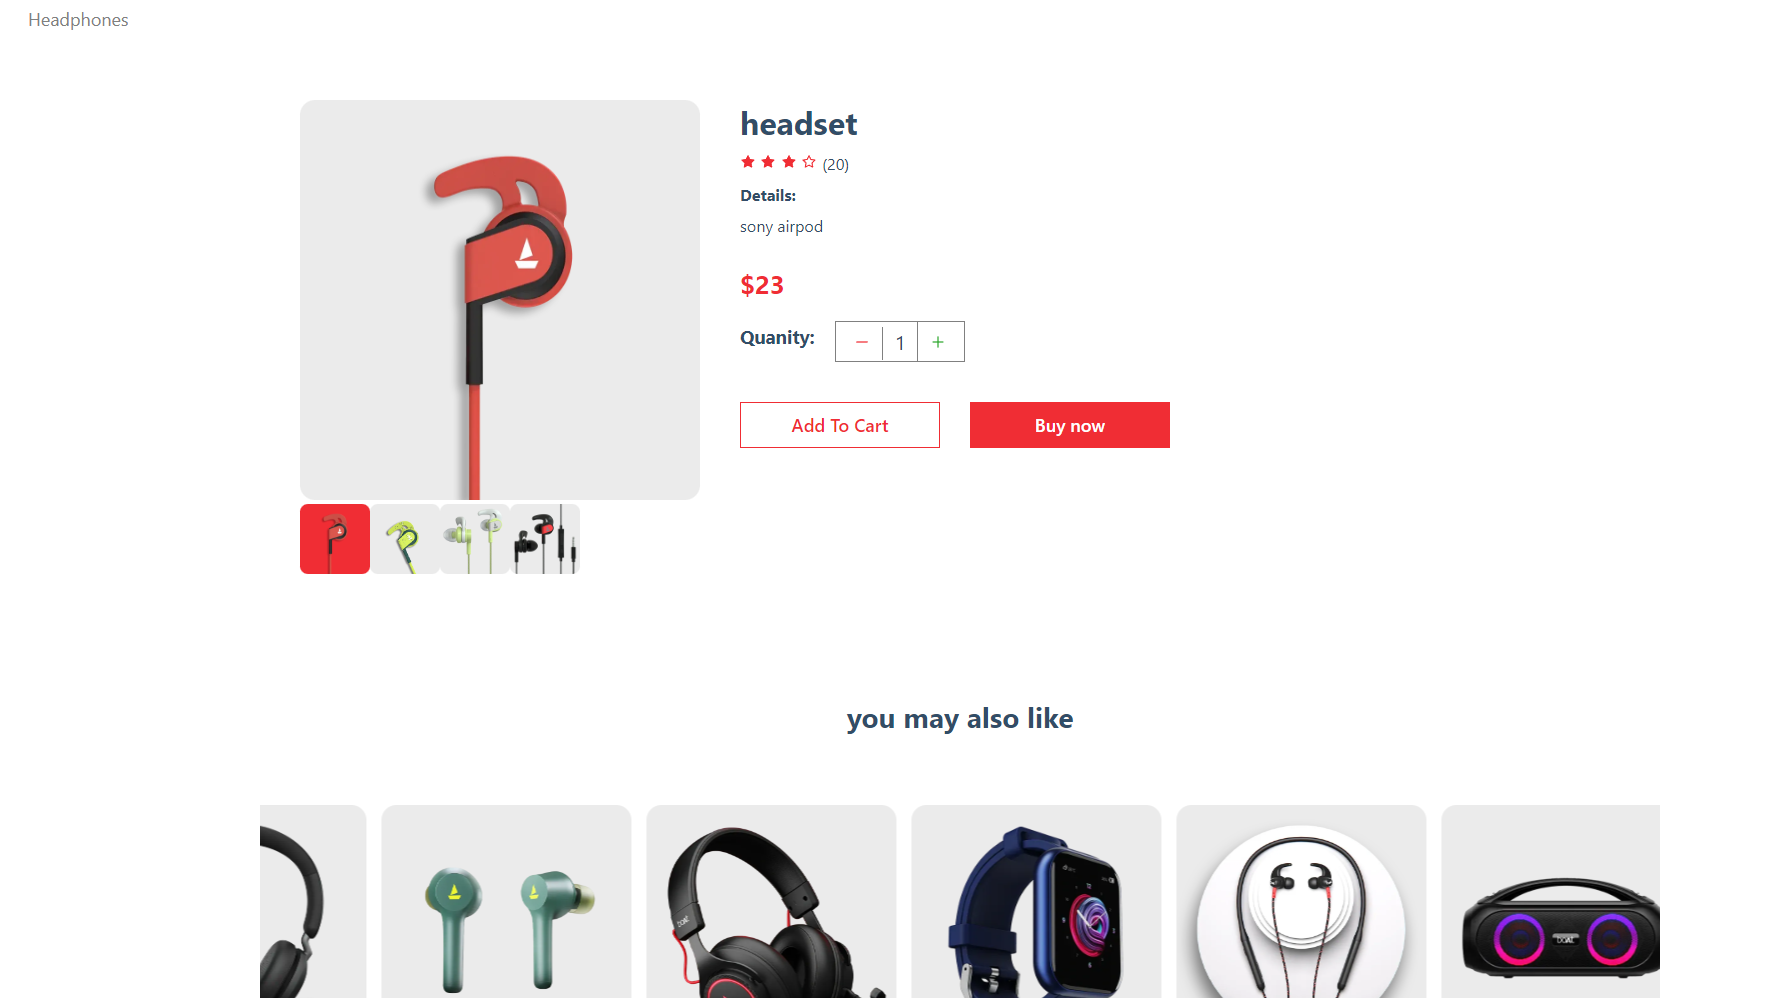 Headphones
headset
(20)
Details:
sony airpod
$23
Quanity:
1
Add To Cart
Buy now
you may also like